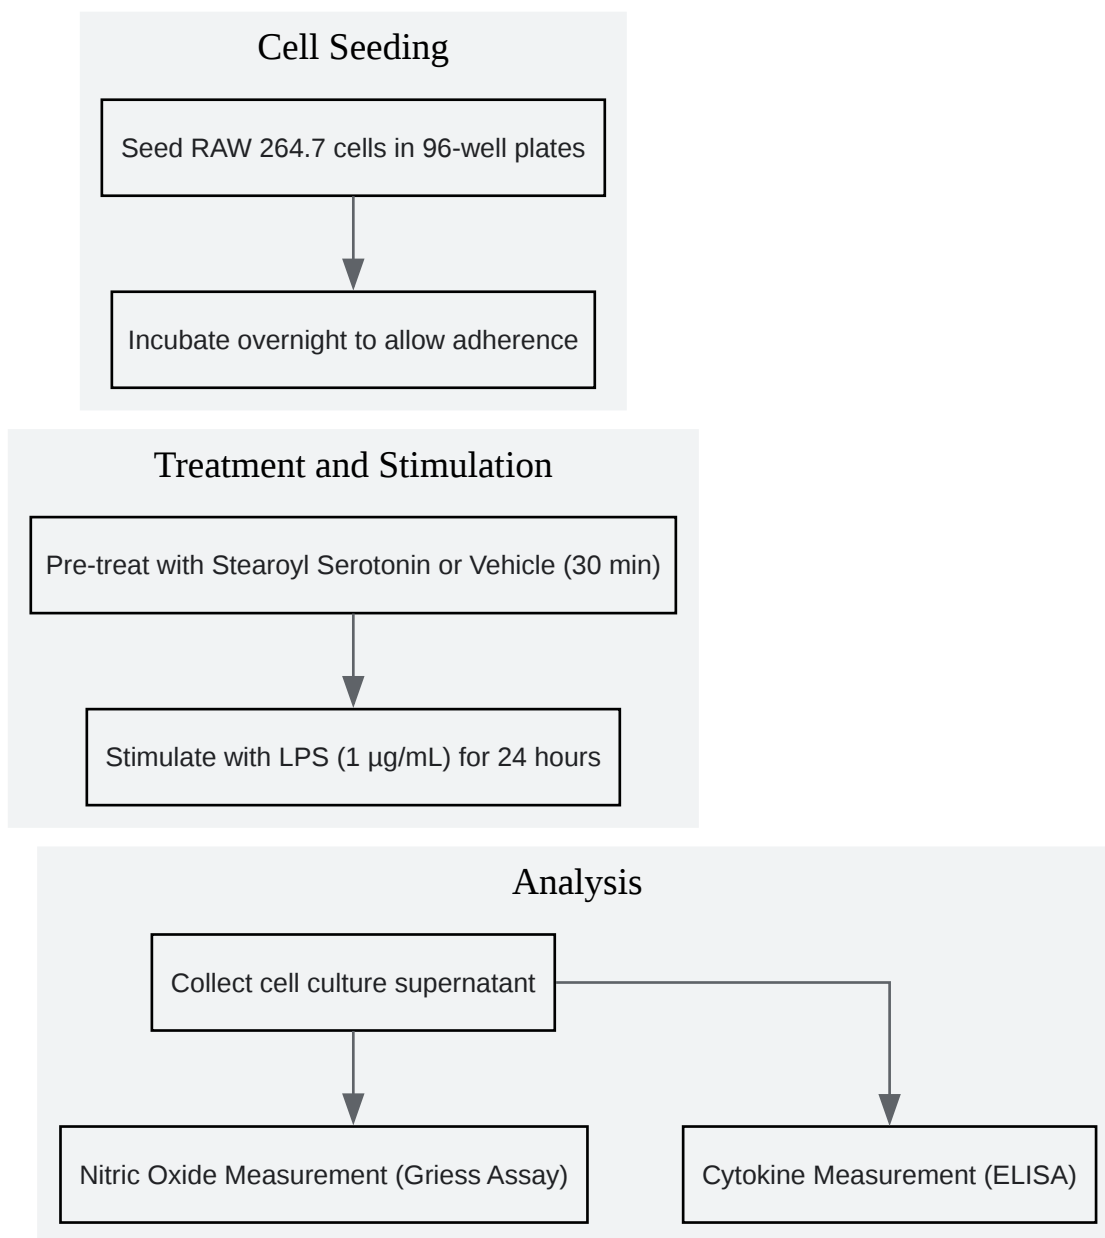 Cell Seeding
Seed RAW 264.7 cells in 96-well plates
Incubate overnight to allow adherence
Treatment and Stimulation
Pre-treat with Stearoyl Serotonin or Vehicle (30 min)
Stimulate with LPS (1 µg/mL) for 24 hours
Analysis
Collect cell culture supernatant
Nitric Oxide Measurement (Griess Assay)
Cytokine Measurement (ELISA)